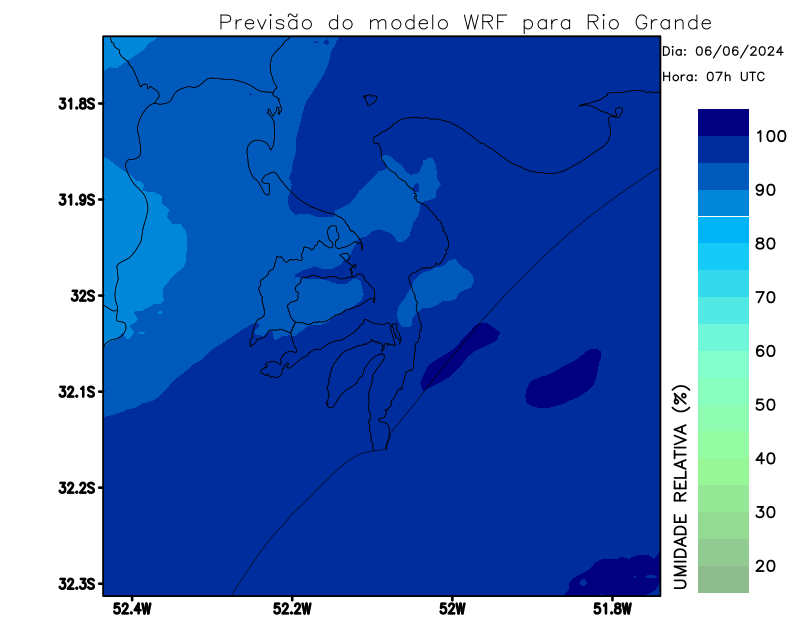 Previsão do modelo WRF para Rio Grande
Dia: 06/06/2024
Hora: 07h UTC
31.8S
31.9S
32S
32.1S
32.2S
32.3S
52.4W
52.2W
52W
51.8W
100
90
80
70
60
50
40
30
20
UMIDADE RELATIVA (%)